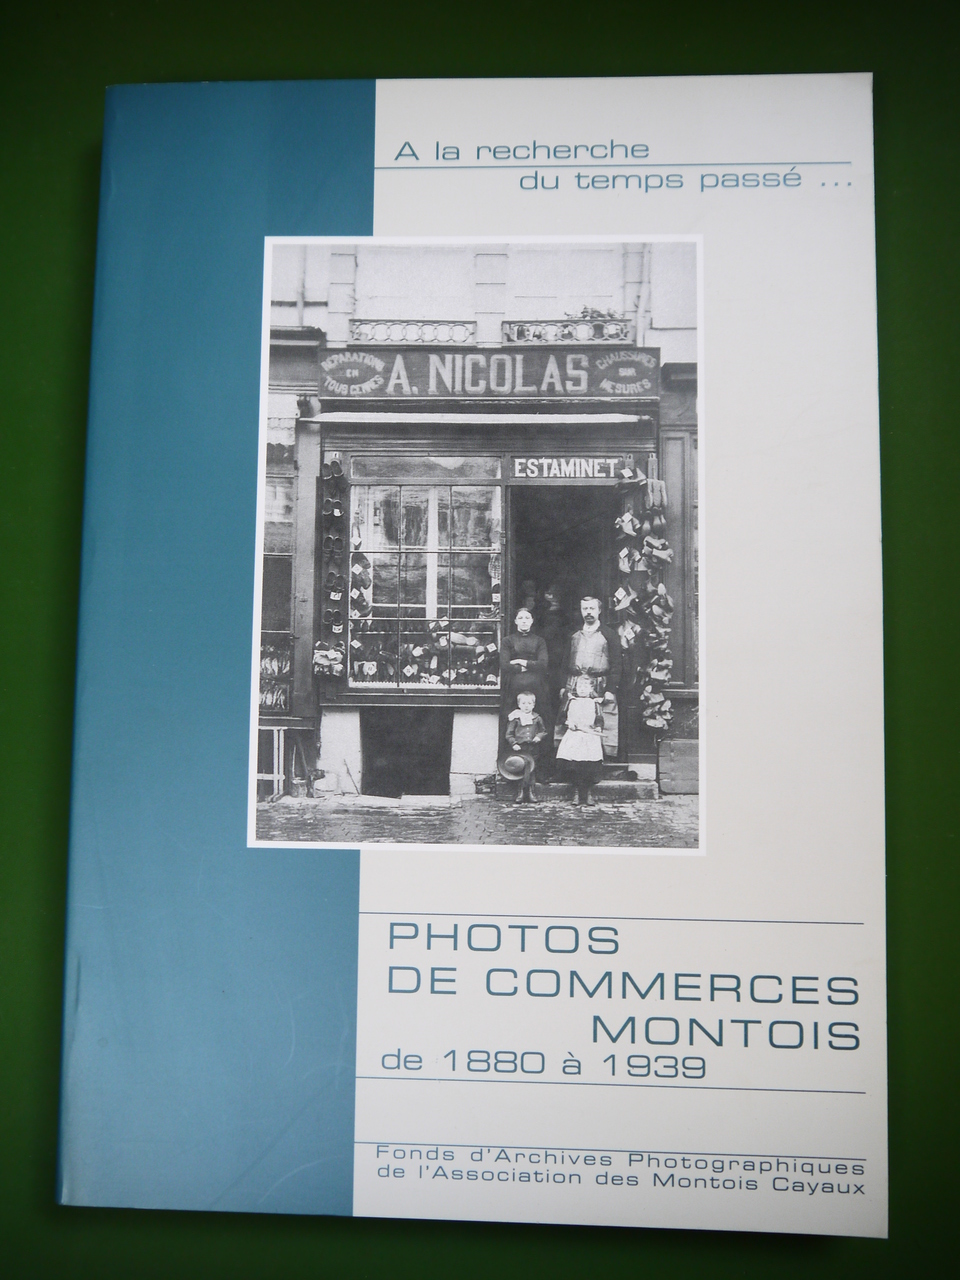 A la recherche
du temps passé ...
REPARATIONS
EN
TOUS GENRES
A. NICOLAS
CHAUSSURES
SUR
MESURES
ESTAMINET
PHOTOS
DE COMMERCES
MONTOIS
de 1880 à 1939
Fonds d'Archives Photographiques
de l'Association des Montois Cayaux